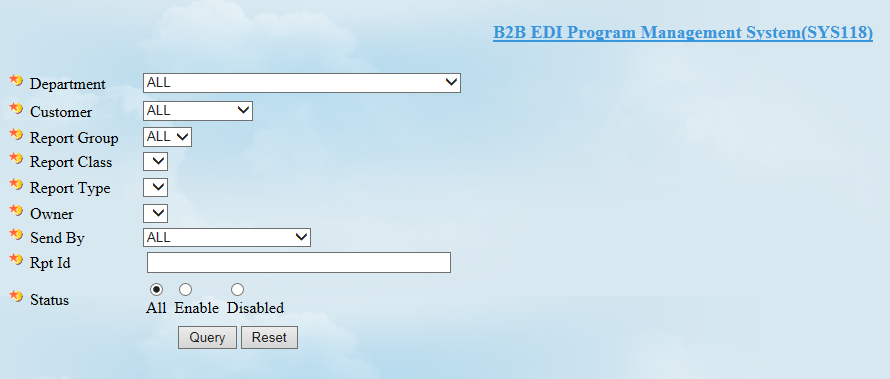 B2B EDI Program Management System(SYS118)
Department ALL
Customer ALL
Report Group ALL
Report Class
Report Type
Owner
Send By ALL
Rpt Id
Status
All Enable Disabled
Query Reset